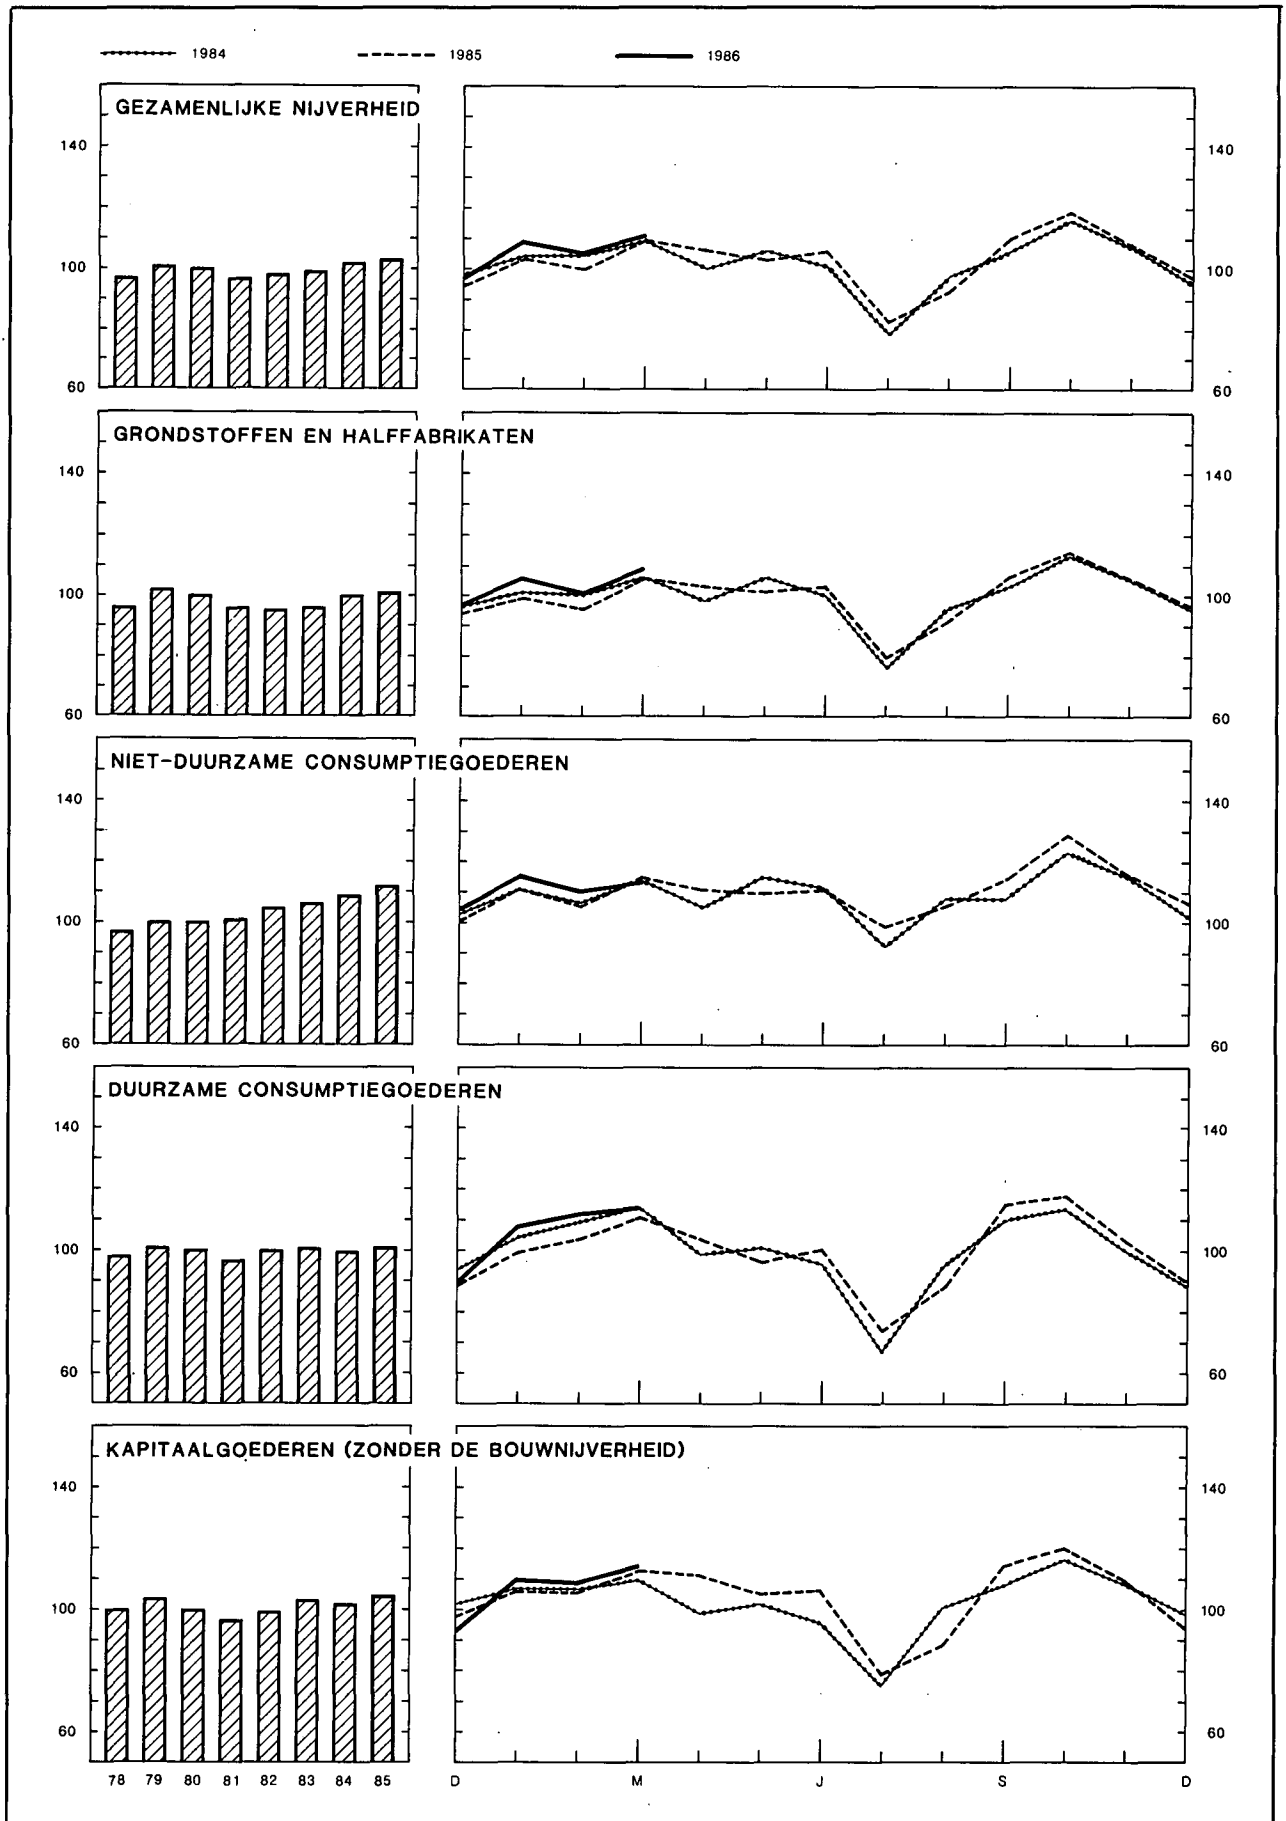 1984 1985 1986
GEZAMENLIJKE NIJVERHEID
140 140
100 100
60 60
GRONDSTOFFEN EN HALFFABRIKATEN
140 140
100 100
60 60
NIET-DUURZAME CONSUMPTIEGOEDEREN
140 140
100 100
60 60
DUURZAME CONSUMPTIEGOEDEREN
140 140
100 100
60 60
KAPITAALGOEDEREN (ZONDER DE BOUWNIJVERHEID)
140 140
100 100
60 60
78 79 80 81 82 83 84 85 D M J S D